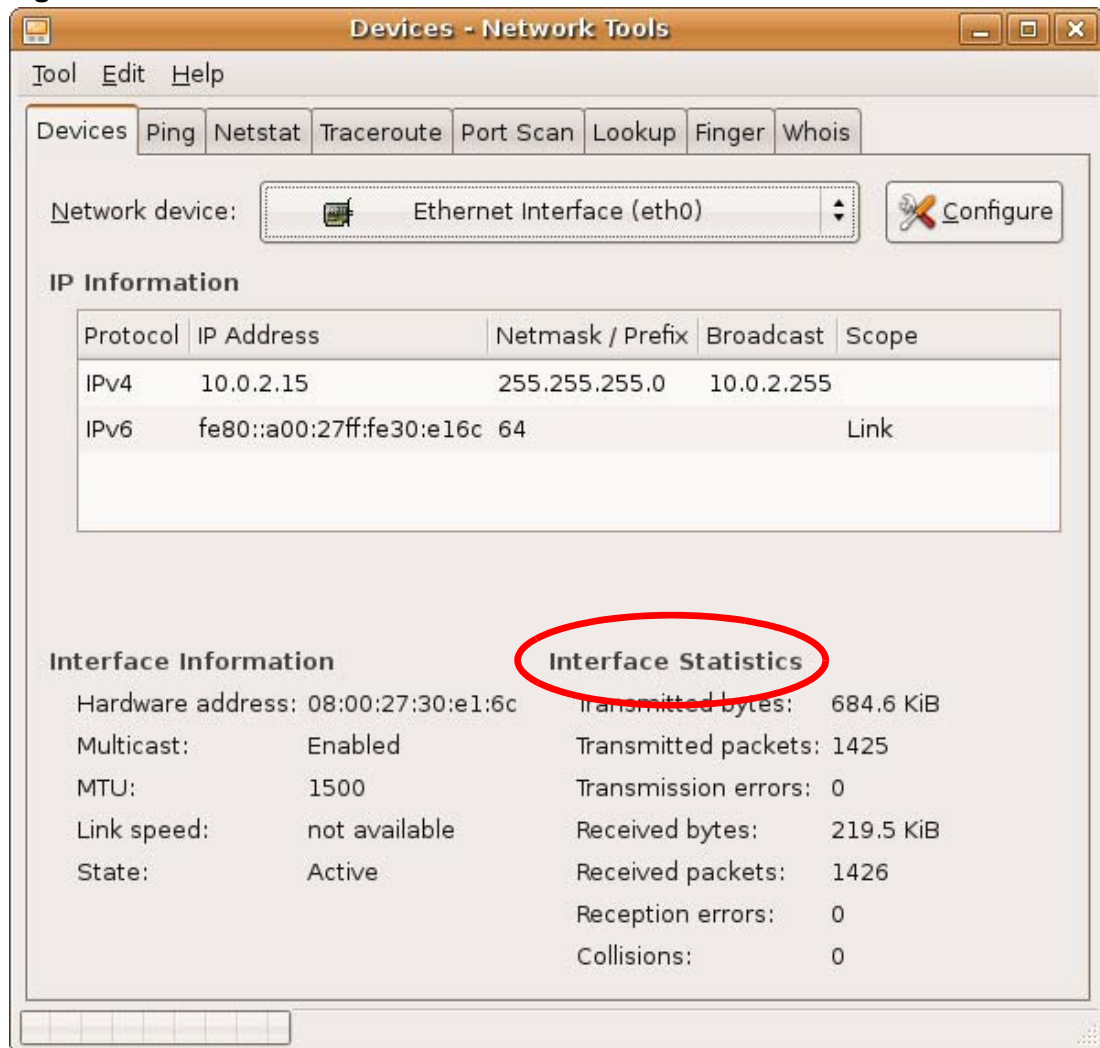 Devices - Network Tools
Tool Edit Help
Devices Ping Netstat Traceroute Port Scan Lookup Finger Whois
Network device: Ethernet Interface (eth0) Configure
IP Information
Protocol IP Address Netmask / Prefix Broadcast Scope
IPv4 10.0.2.15 255.255.255.0 10.0.2.255
IPv6 fe80::a00:27ff:fe30:e16c 64 Link
Interface Information
Hardware address: 08:00:27:30:e1:6c
Multicast: Enabled
MTU: 1500
Link speed: not available
State: Active
Interface Statistics
Transmitted bytes: 684.6 KiB
Transmitted packets: 1425
Transmission errors: 0
Received bytes: 219.5 KiB
Received packets: 1426
Reception errors: 0
Collisions: 0